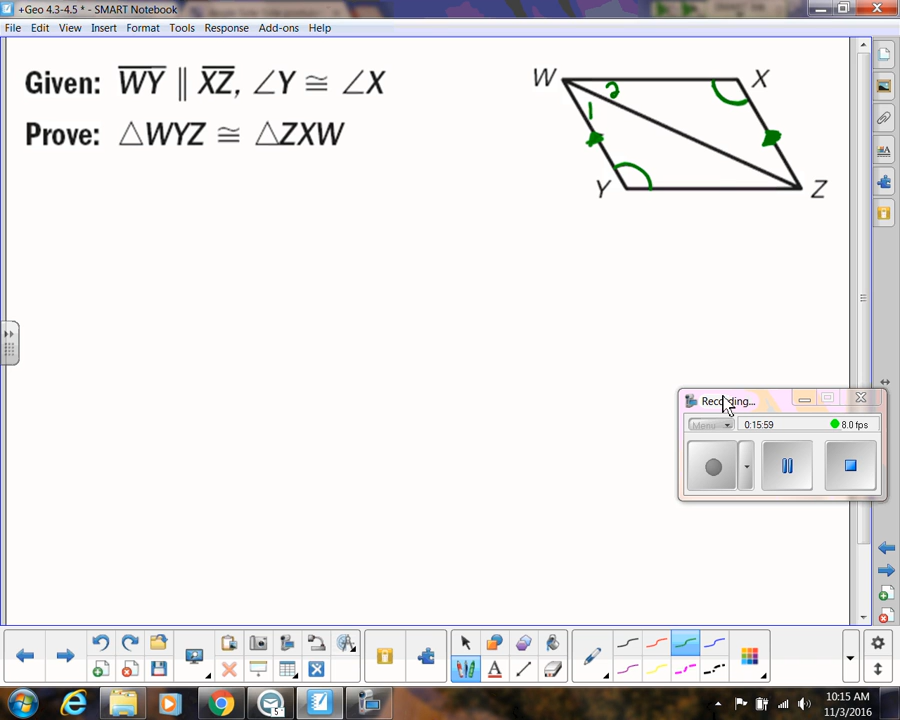 +Geo 4.3-4.5 * - SMART Notebook
File Edit View Insert Format Tools Response Add-ons Help
Given: WY ∥ XZ, ∠Y ≅ ∠X
Prove: △WYZ ≅ △ZXW
W 2 X
1
Y Z
Recording...
Menu 0:15:59 8.0 fps
A
5
10:15 AM
11/3/2016